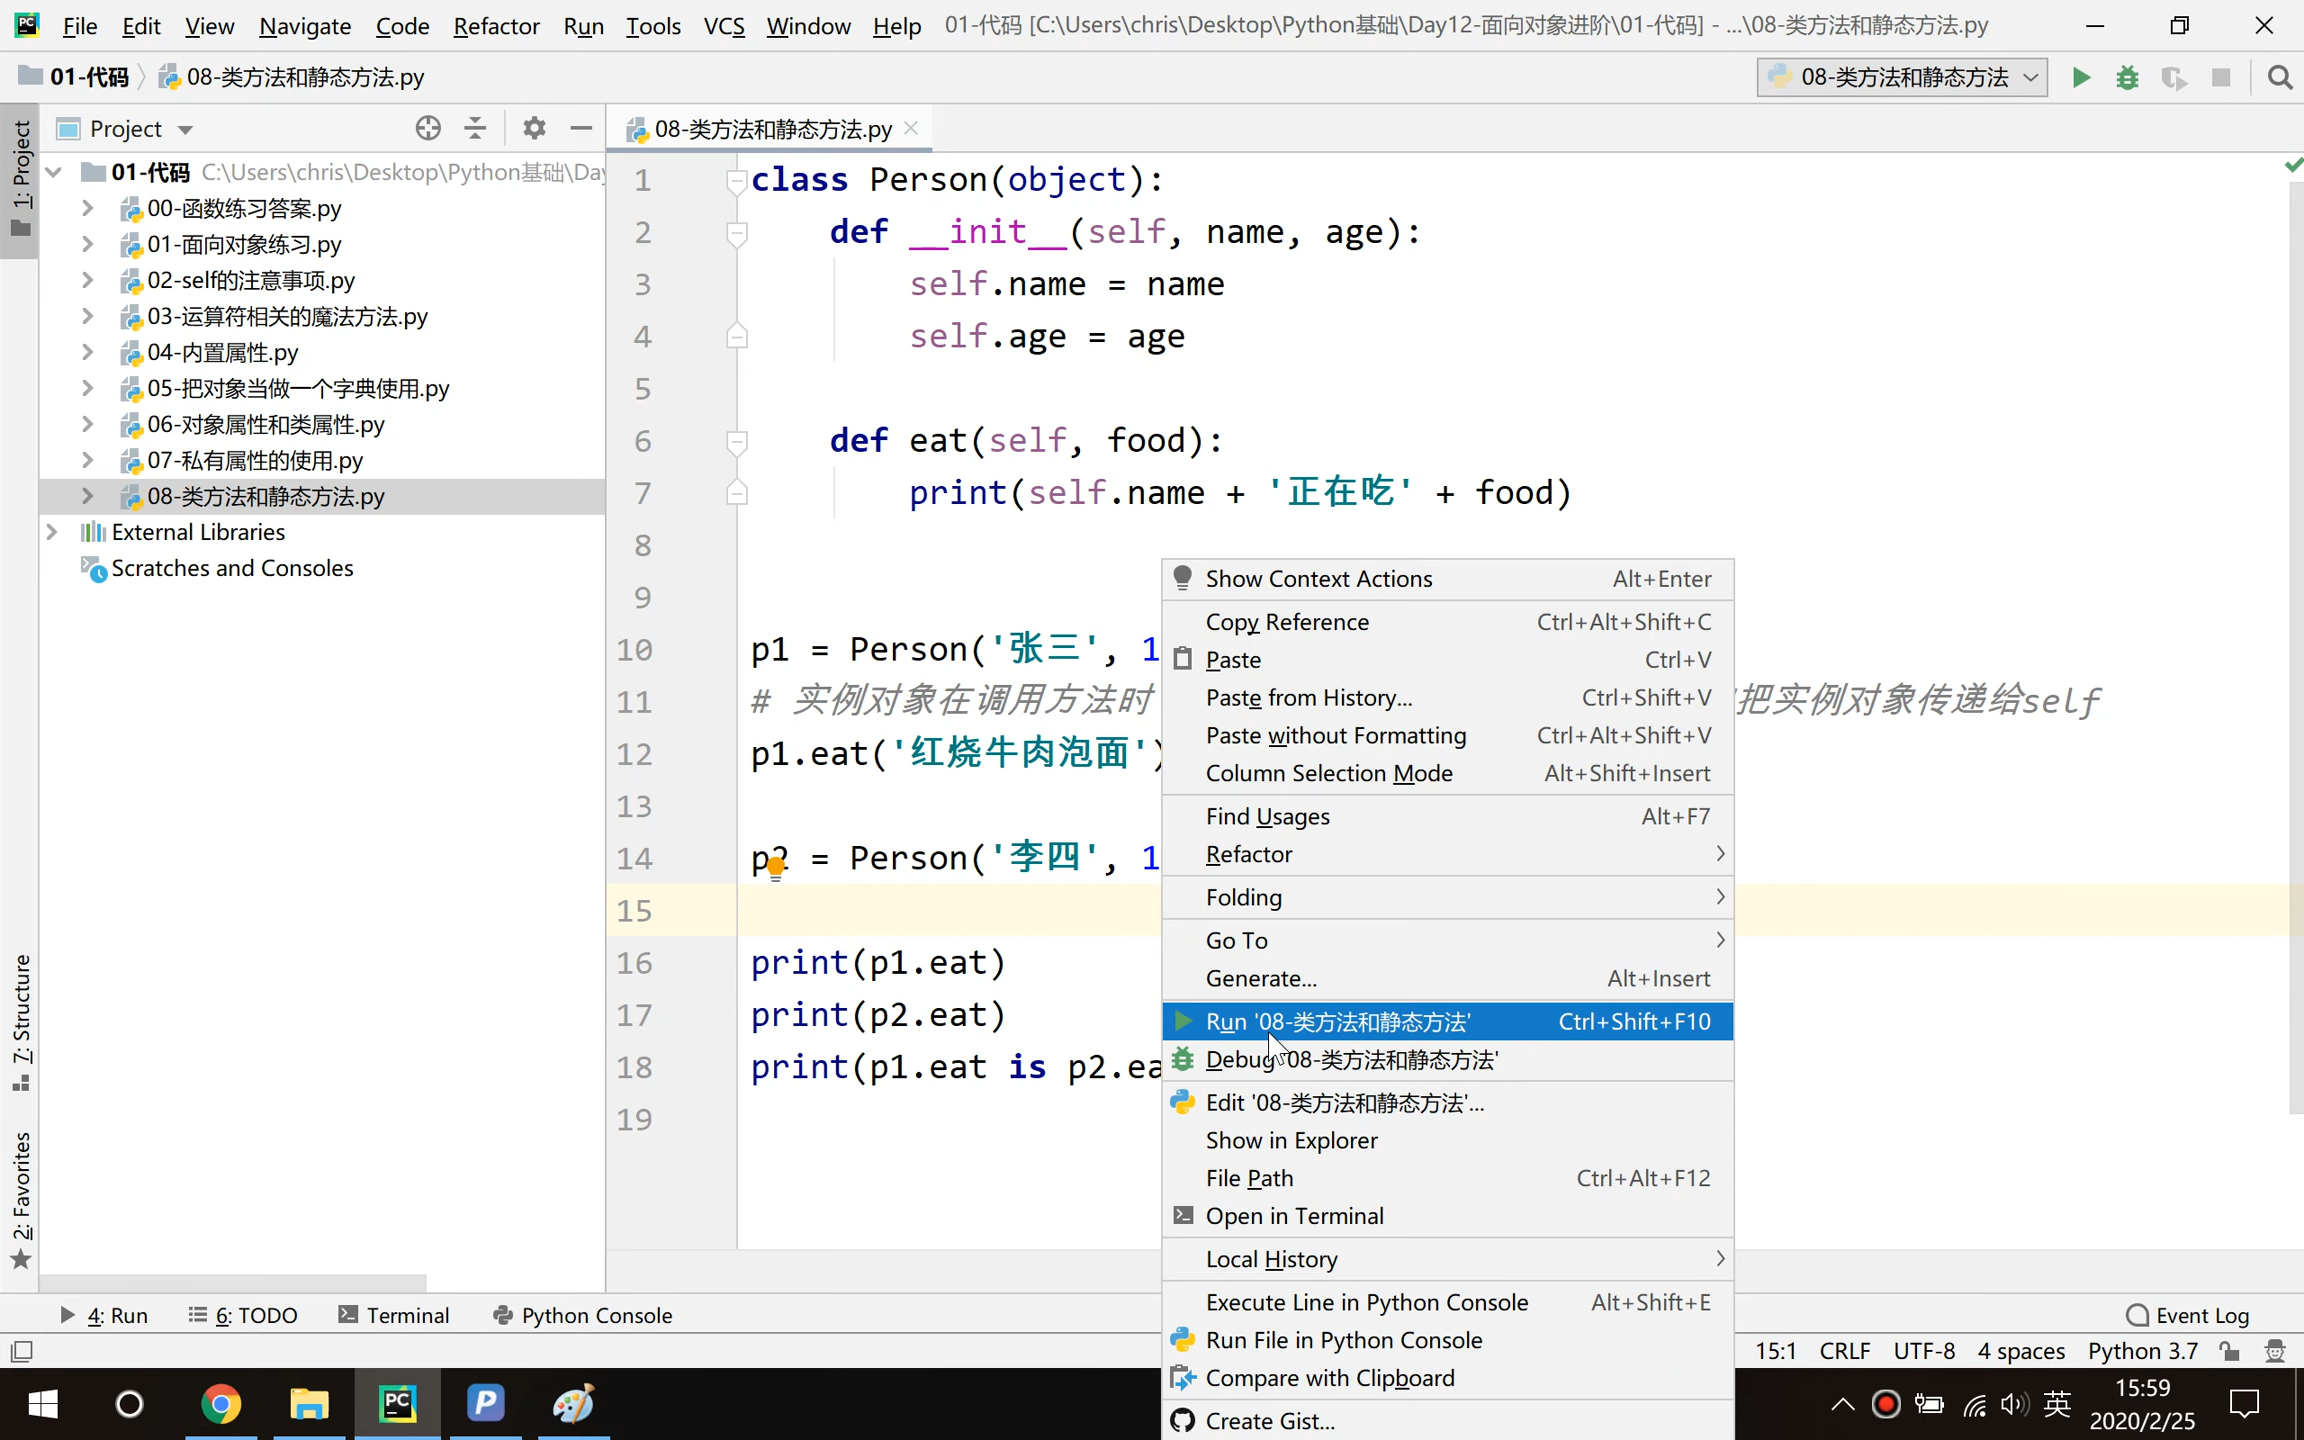 File Edit View Navigate Code Refactor Run Tools VCS Window Help 01-代码 [C:\Users\chris\Desktop\Python基础\Day12-面向对象进阶\01-代码] - ...\08-类方法和静态方法.py
01-代码 08-类方法和静态方法.py
08-类方法和静态方法
1: Project
Project
08-类方法和静态方法.py
01-代码 C:\Users\chris\Desktop\Python基础\Day
00-函数练习答案.py
01-面向对象练习.py
02-self的注意事项.py
03-运算符相关的魔法方法.py
04-内置属性.py
05-把对象当做一个字典使用.py
06-对象属性和类属性.py
07-私有属性的使用.py
08-类方法和静态方法.py
External Libraries
Scratches and Consoles
7: Structure
2: Favorites
1 class Person(object):
2 def __init__(self, name, age):
3 self.name = name
4 self.age = age
5
6 def eat(self, food):
7 print(self.name + '正在吃' + food)
8
9
10 p1 = Person('张三', 1
11 # 实例对象在调用方法时 把实例对象传递给self
12 p1.eat('红烧牛肉泡面')
13
14 p2 = Person('李四', 1
15
16 print(p1.eat)
17 print(p2.eat)
18 print(p1.eat is p2.ea
19
Show Context Actions Alt+Enter
Copy Reference Ctrl+Alt+Shift+C
Paste Ctrl+V
Paste from History... Ctrl+Shift+V
Paste without Formatting Ctrl+Alt+Shift+V
Column Selection Mode Alt+Shift+Insert
Find Usages Alt+F7
Refactor
Folding
Go To
Generate... Alt+Insert
Run '08-类方法和静态方法' Ctrl+Shift+F10
Debug '08-类方法和静态方法'
Edit '08-类方法和静态方法'...
Show in Explorer
File Path Ctrl+Alt+F12
Open in Terminal
Local History
Execute Line in Python Console Alt+Shift+E
Run File in Python Console
Compare with Clipboard
Create Gist...
4: Run 6: TODO Terminal Python Console
Event Log
15:1 CRLF UTF-8 4 spaces Python 3.7
英
15:59
2020/2/25